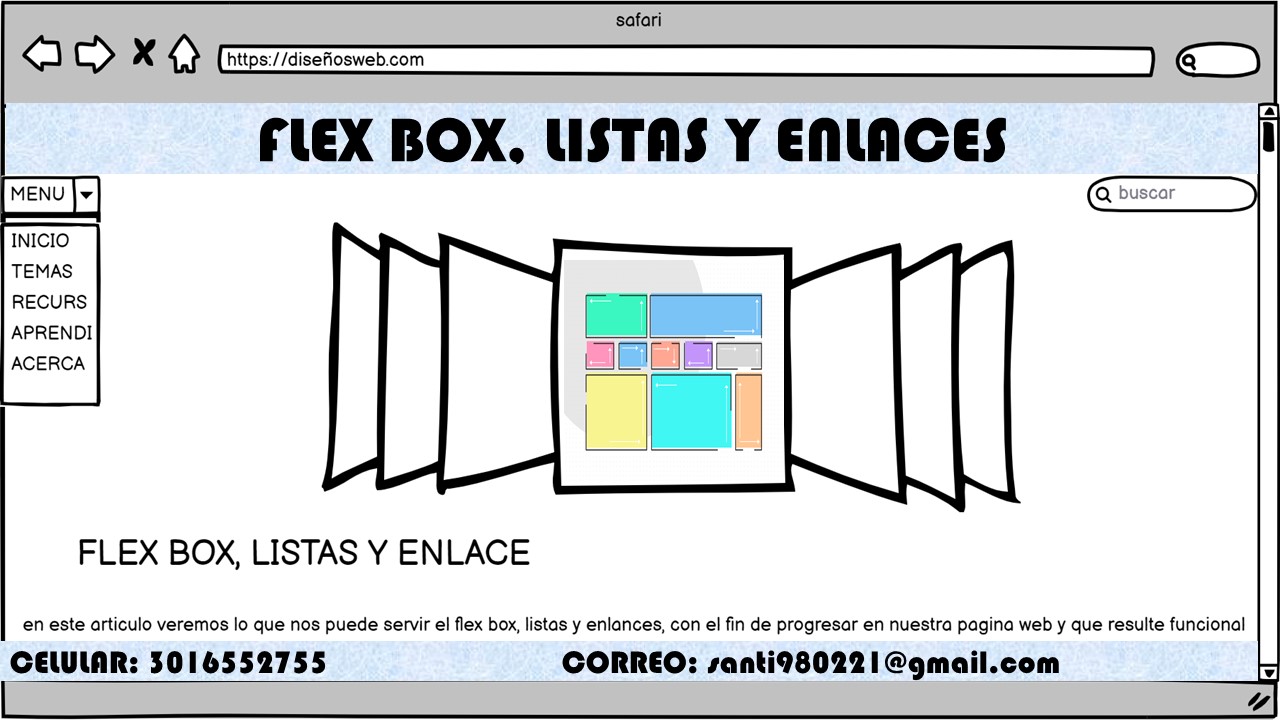 safari
https://diseñosweb.com
FLEX BOX, LISTAS Y ENLACES
MENU
buscar
INICIO
TEMAS
RECURS
APRENDI
ACERCA
FLEX BOX, LISTAS Y ENLACE
en este articulo veremos lo que nos puede servir el flex box, listas y enlances, con el fin de progresar en nuestra pagina web y que resulte funcional
CELULAR: 3016552755
CORREO: santi980221@gmail.com